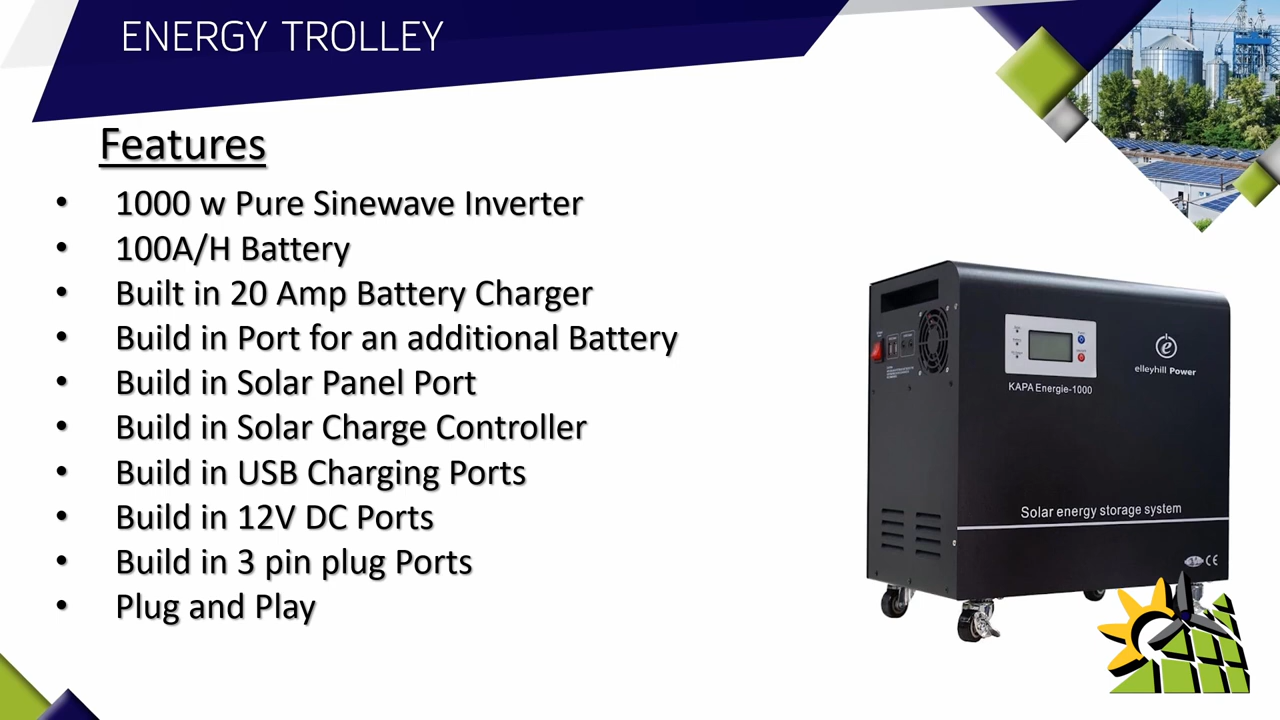 ENERGY TROLLEY
Features
• 1000 w Pure Sinewave Inverter
• 100A/H Battery
• Built in 20 Amp Battery Charger
• Build in Port for an additional Battery
• Build in Solar Panel Port
• Build in Solar Charge Controller
• Build in USB Charging Ports
• Build in 12V DC Ports
• Build in 3 pin plug Ports
• Plug and Play
KAPA Energie-1000
e
elleyhill Power
Solar energy storage system
CE